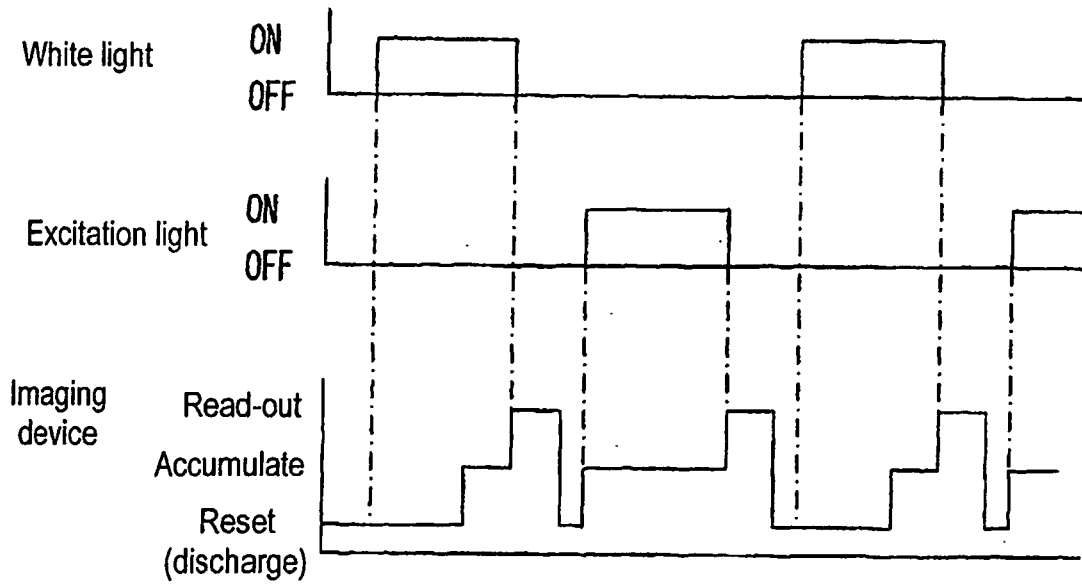 White light
ON
OFF
Excitation light
ON
OFF
Imaging
device
Read-out
Accumulate
Reset
(discharge)